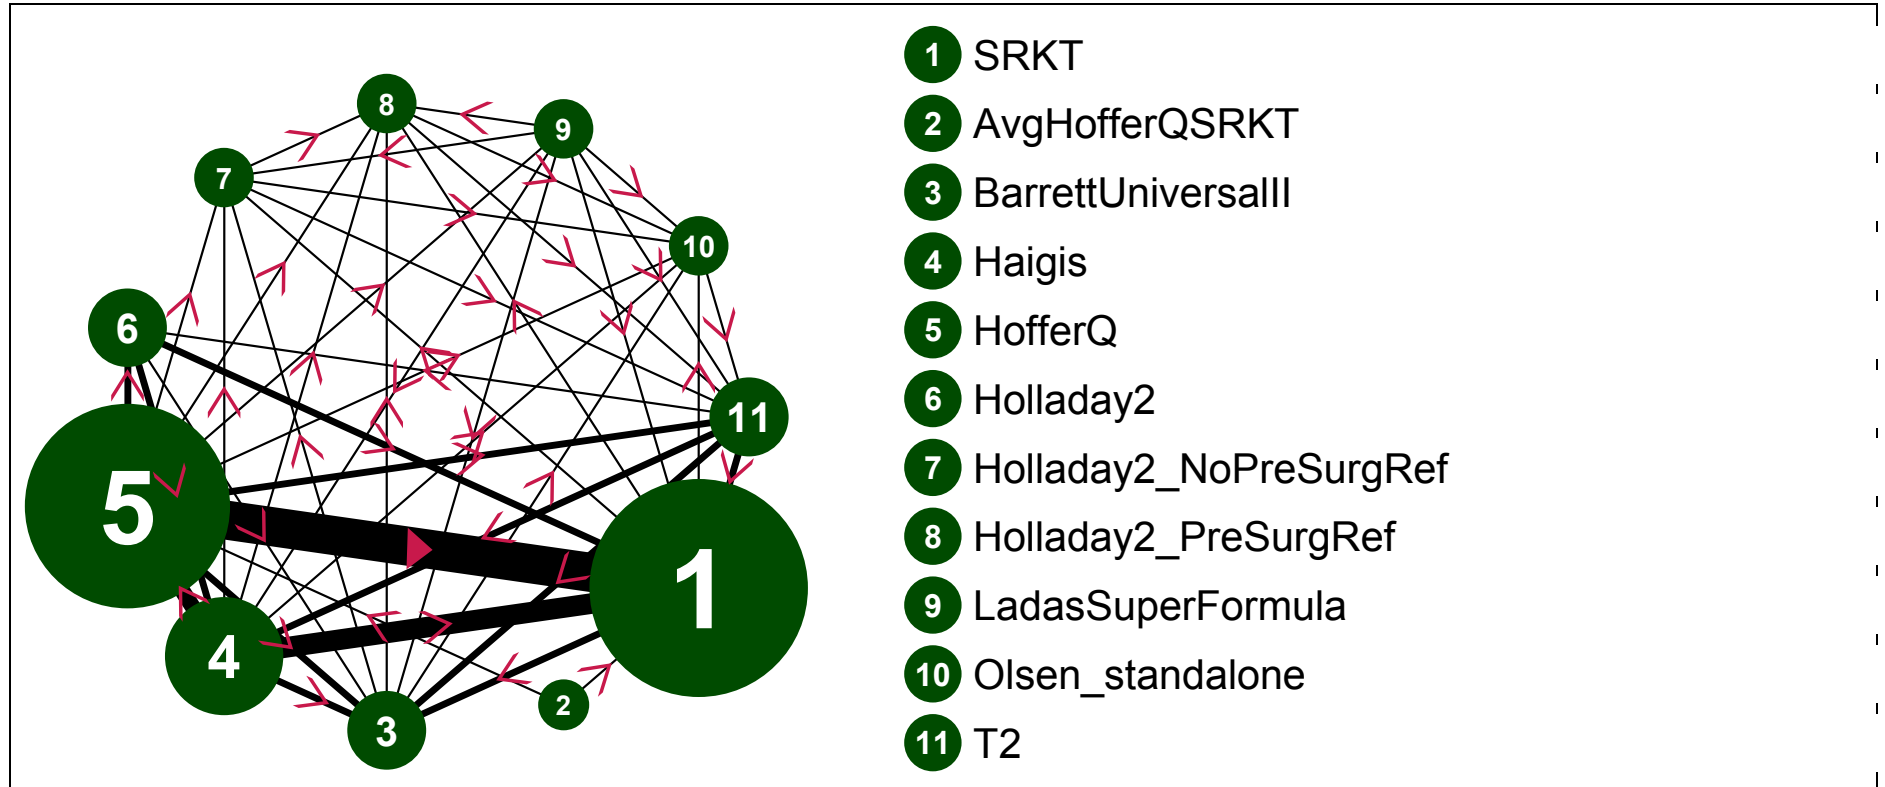 8
9
7
10
6
11
5
1
4
2
3
1 SRKT
2 AvgHofferQSRKT
3 BarrettUniversalII
4 Haigis
5 HofferQ
6 Holladay2
7 Holladay2_NoPreSurgRef
8 Holladay2_PreSurgRef
9 LadasSuperFormula
10 Olsen_standalone
11 T2